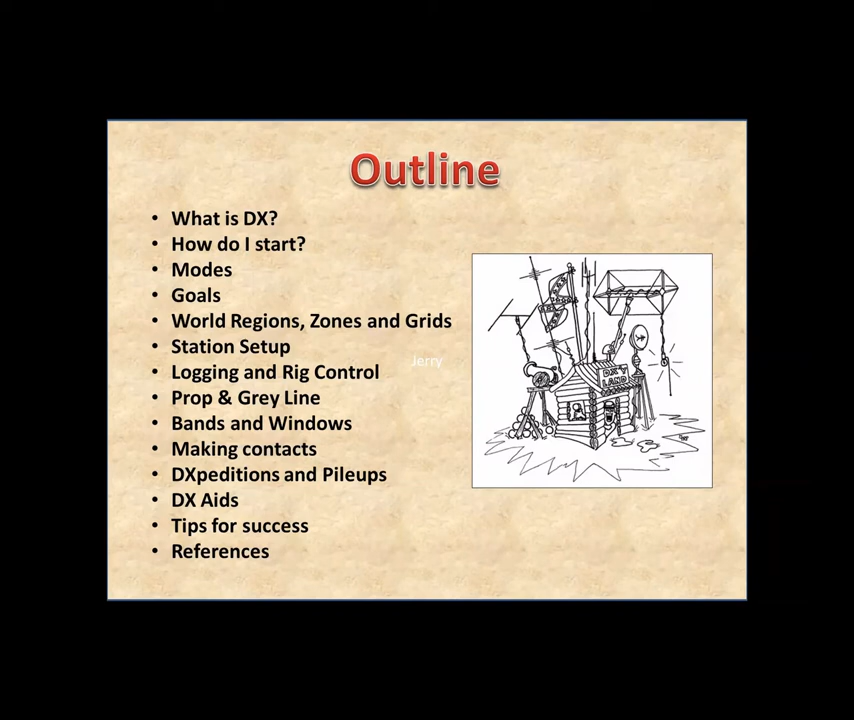 Outline
• What is DX?
• How do I start?
• Modes
• Goals
• World Regions, Zones and Grids
• Station Setup
Jerry
• Logging and Rig Control
• Prop & Grey Line
• Bands and Windows
• Making contacts
• DXpeditions and Pileups
• DX Aids
• Tips for success
• References
DX'Y
LAND